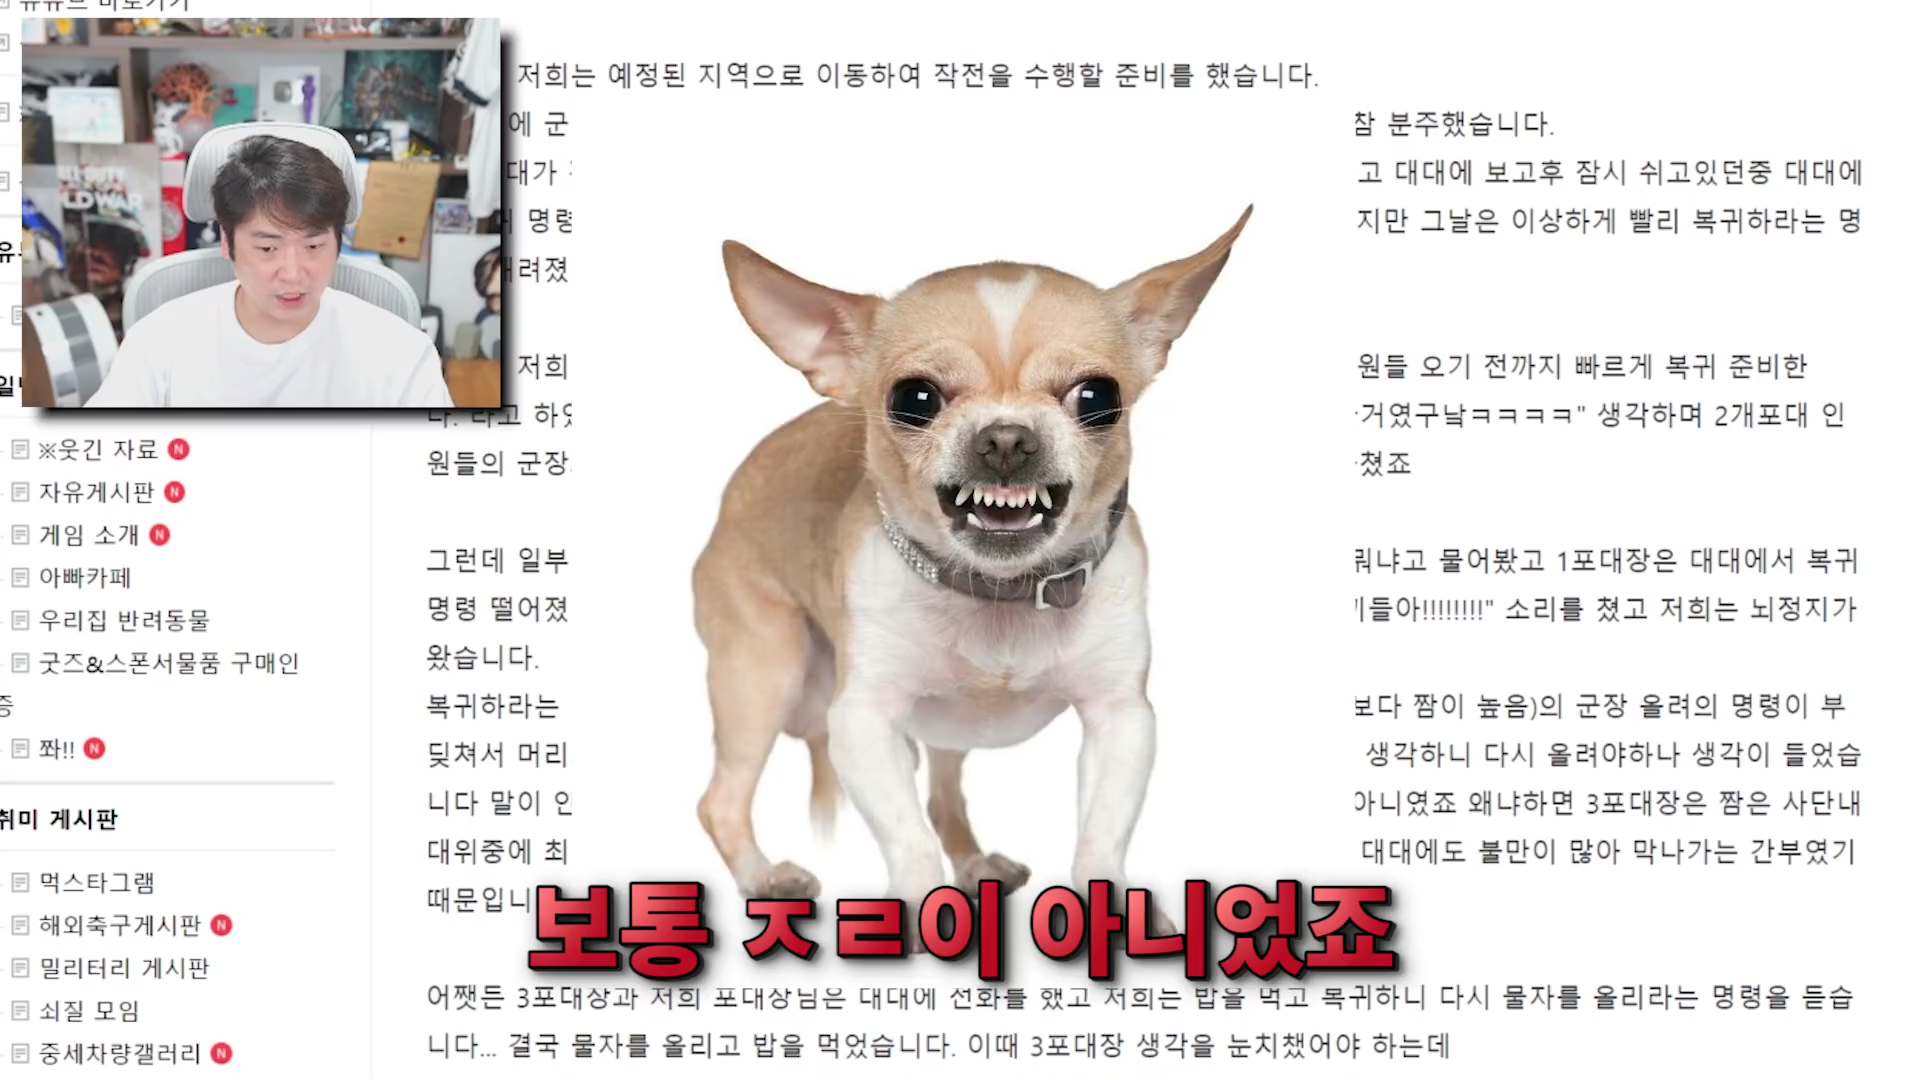 유튜브 바로가기
저희는 예정된 지역으로 이동하여 작전을 수행할 준비를 했습니다.
에 군
참 분주했습니다.
대가
고 대대에 보고후 잠시 쉬고있던중 대대에
명령
지만 그날은 이상하게 빨리 복귀하라는 명
내려졌
저희
원들 오기 전까지 빠르게 복귀 준비한
다. 라고 하였
거였구낰ㅋㅋㅋㅋ" 생각하며 2개포대 인
원들의 군장
쳤죠
그런데 일부
뭐냐고 물어봤고 1포대장은 대대에서 복귀
명령 떨어졌
끼들아!!!!!!!!" 소리를 쳤고 저희는 뇌정지가
왔습니다.
복귀하라는
보다 짬이 높음)의 군장 올려의 명령이 부
딪쳐서 머리
생각하니 다시 올려야하나 생각이 들었습
니다 말이 안
아니였죠 왜냐하면 3포대장은 짬은 사단내
대위중에 최
대대에도 불만이 많아 막나가는 간부였기
때문입니
보통 ㅈㄹ이 아니었죠
어쨋든 3포대장과 저희 포대장님은 대대에 전화를 했고 저희는 밥을 먹고 복귀하니 다시 물자를 올리라는 명령을 듣습
니다... 결국 물자를 올리고 밥을 먹었습니다. 이때 3포대장 생각을 눈치챘어야 하는데
※웃긴 자료 N
자유게시판 N
게임 소개 N
아빠카페
우리집 반려동물
굿즈&스폰서물품 구매인
증
쫘!! N
취미 게시판
먹스타그램
해외축구게시판 N
밀리터리 게시판
쇠질 모임
중세차량갤러리 N